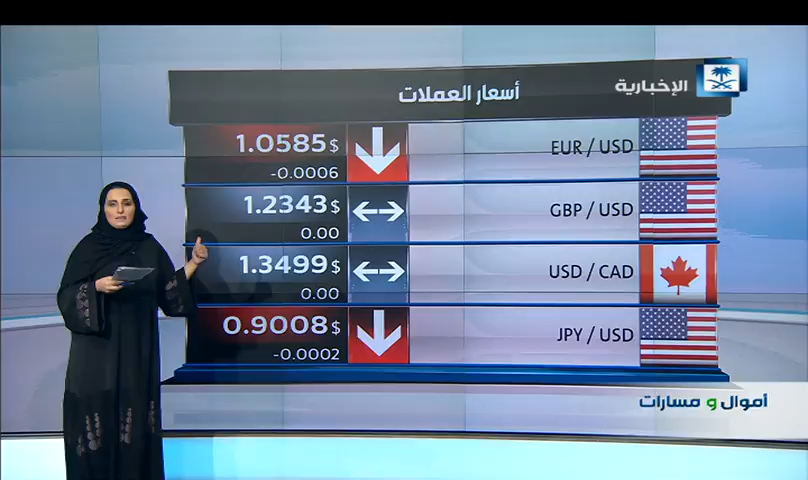 الإخبارية
أسعار العملات
EUR / USD
1.0585$
-0.0006
GBP / USD
1.2343$
0.00
USD / CAD
1.3499$
0.00
JPY / USD
0.9008$
-0.0002
أموال و مسارات